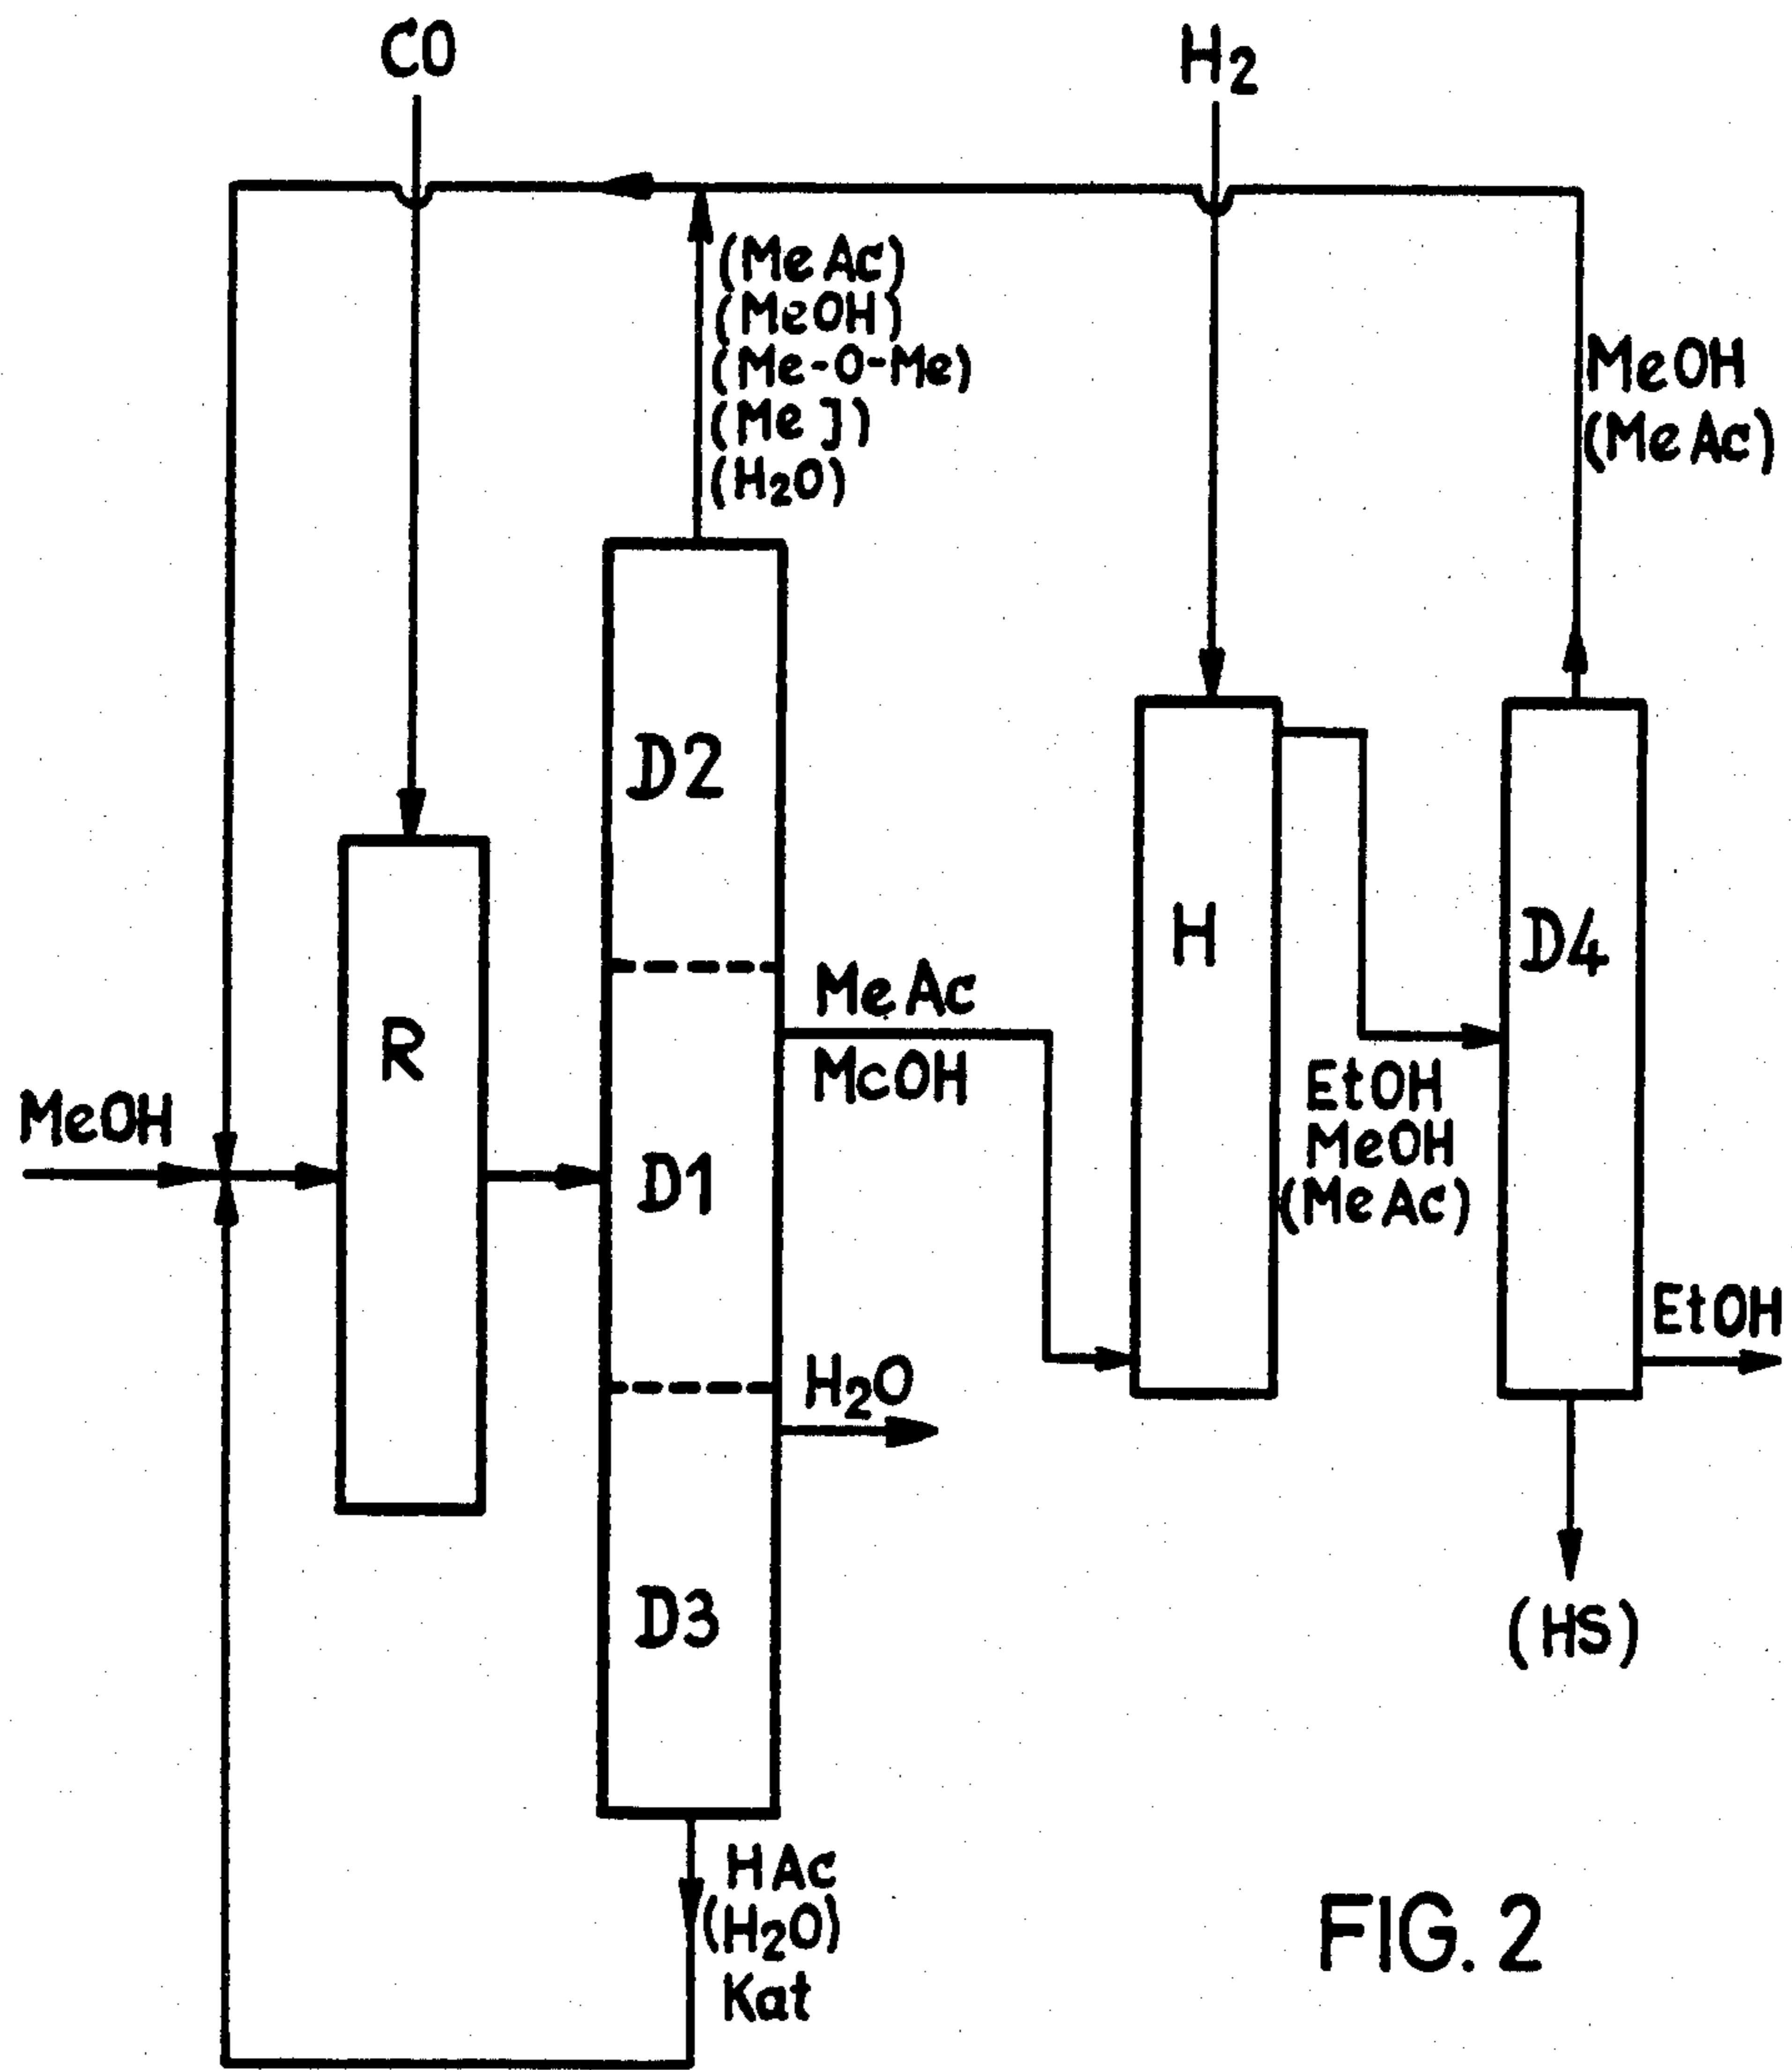 CO
H2
(MeAc)
(MeOH)
(Me-O-Me)
(MeJ)
(H2O)
MeOH
(MeAc)
D2
H
D4
MeAc
McOH
R
EtOH
MeOH
(MeAc)
MeOH
D1
EtOH
H2O
D3
(HS)
HAc
(H2O)
Kat
FIG. 2